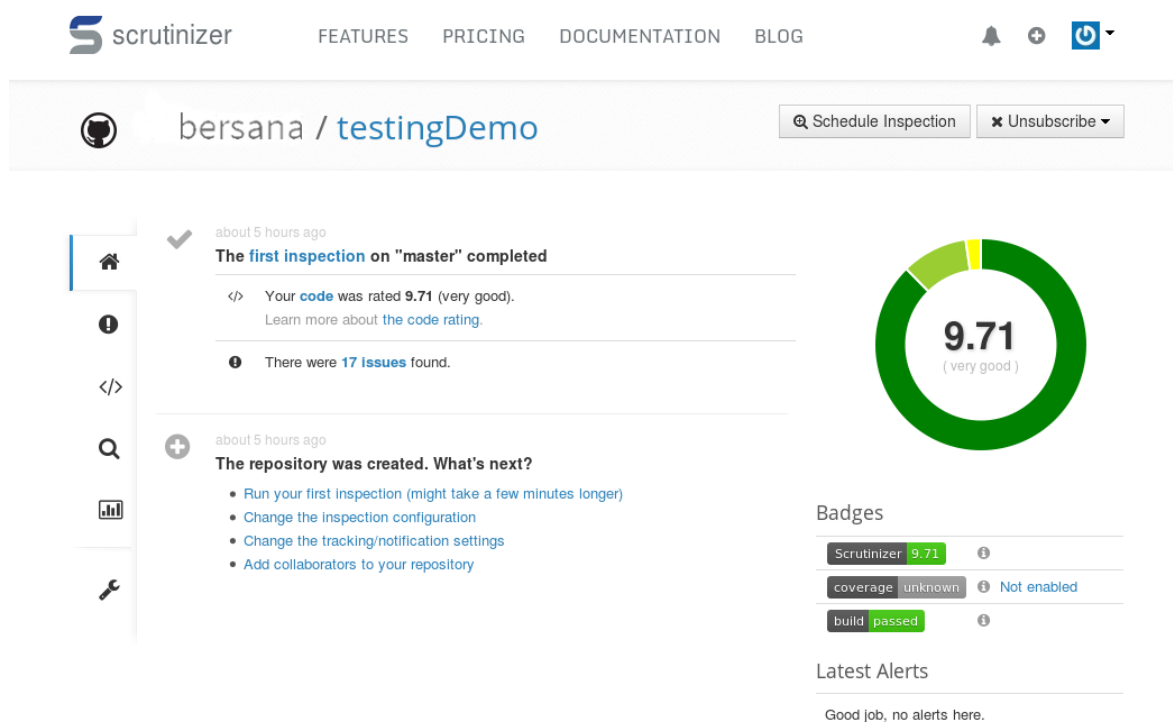 scrutinizer FEATURES PRICING DOCUMENTATION BLOG
bersana / testingDemo
Schedule Inspection
Unsubscribe
about 5 hours ago
The first inspection on "master" completed
</> Your code was rated 9.71 (very good).
Learn more about the code rating.
There were 17 issues found.
</>
about 5 hours ago
The repository was created. What's next?
• Run your first inspection (might take a few minutes longer)
• Change the inspection configuration
• Change the tracking/notification settings
• Add collaborators to your repository
9.71
( very good )
Badges
Scrutinizer 9.71
coverage unknown Not enabled
build passed
Latest Alerts
Good job, no alerts here.